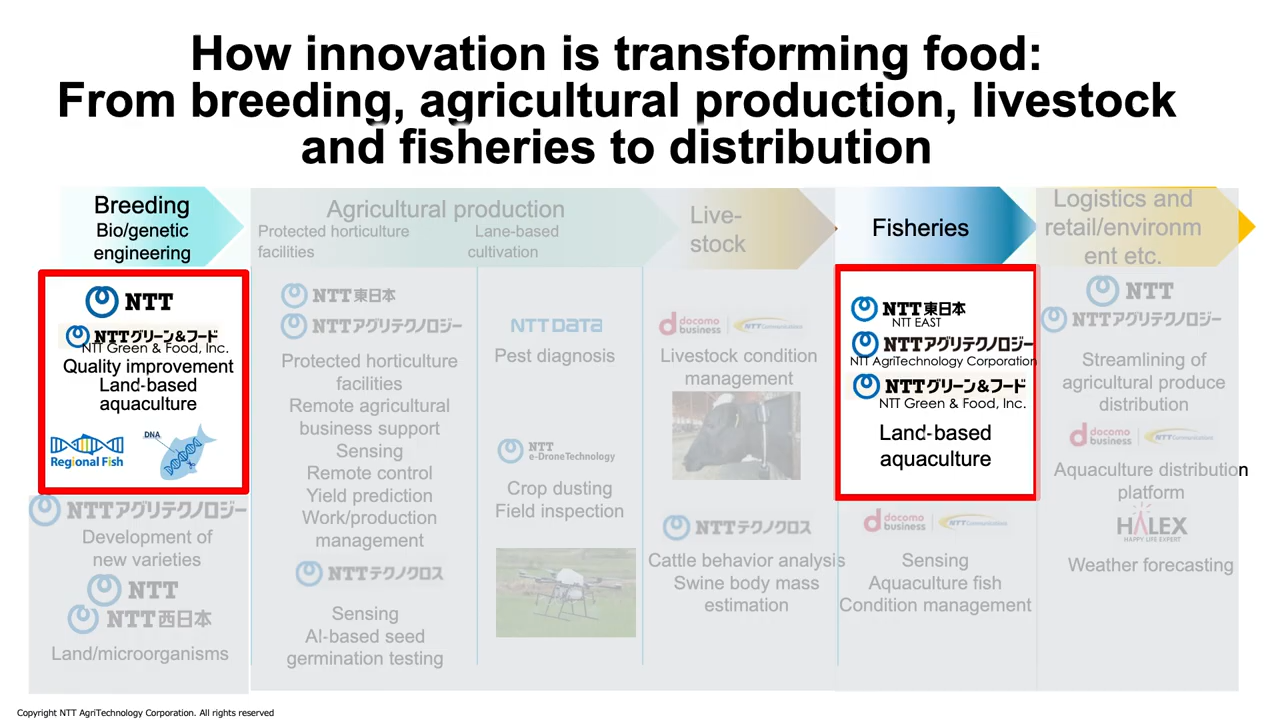 How innovation is transforming food:
From breeding, agricultural production, livestock
and fisheries to distribution
Breeding
Bio/genetic
engineering
Agricultural production
Protected horticulture
facilities
Lane-based
cultivation
Live-
stock
Fisheries
Logistics and
retail/environm
ent etc.
NTT
NTTグリーン&フード
NTT Green & Food, Inc.
Quality improvement
Land-based
aquaculture
Regional Fish
DNA
NTTアグリテクノロジー
Development of
new varieties
NTT
NTT西日本
Land/microorganisms
NTT東日本
NTTアグリテクノロジー
Protected horticulture
facilities
Remote agricultural
business support
Sensing
Remote control
Yield prediction
Work/production
management
NTTテクノクロス
Sensing
AI-based seed
germination testing
NTT DATA
Pest diagnosis
NTT
e-DroneTechnology
Crop dusting
Field inspection
docomo
business
NTT Communications
Livestock condition
management
NTTテクノクロス
Cattle behavior analysis
Swine body mass
estimation
NTT東日本
NTT EAST
NTTアグリテクノロジー
NTT AgriTechnology Corporation
NTTグリーン&フード
NTT Green & Food, Inc.
Land-based
aquaculture
docomo
business
NTT Communications
Sensing
Aquaculture fish
Condition management
NTT
NTTアグリテクノロジー
Streamlining of
agricultural produce
distribution
docomo
business
NTT Communications
Aquaculture distribution
platform
HALEX
HAPPY LIFE EXPERT
Weather forecasting
Copyright NTT AgriTechnology Corporation. All rights reserved